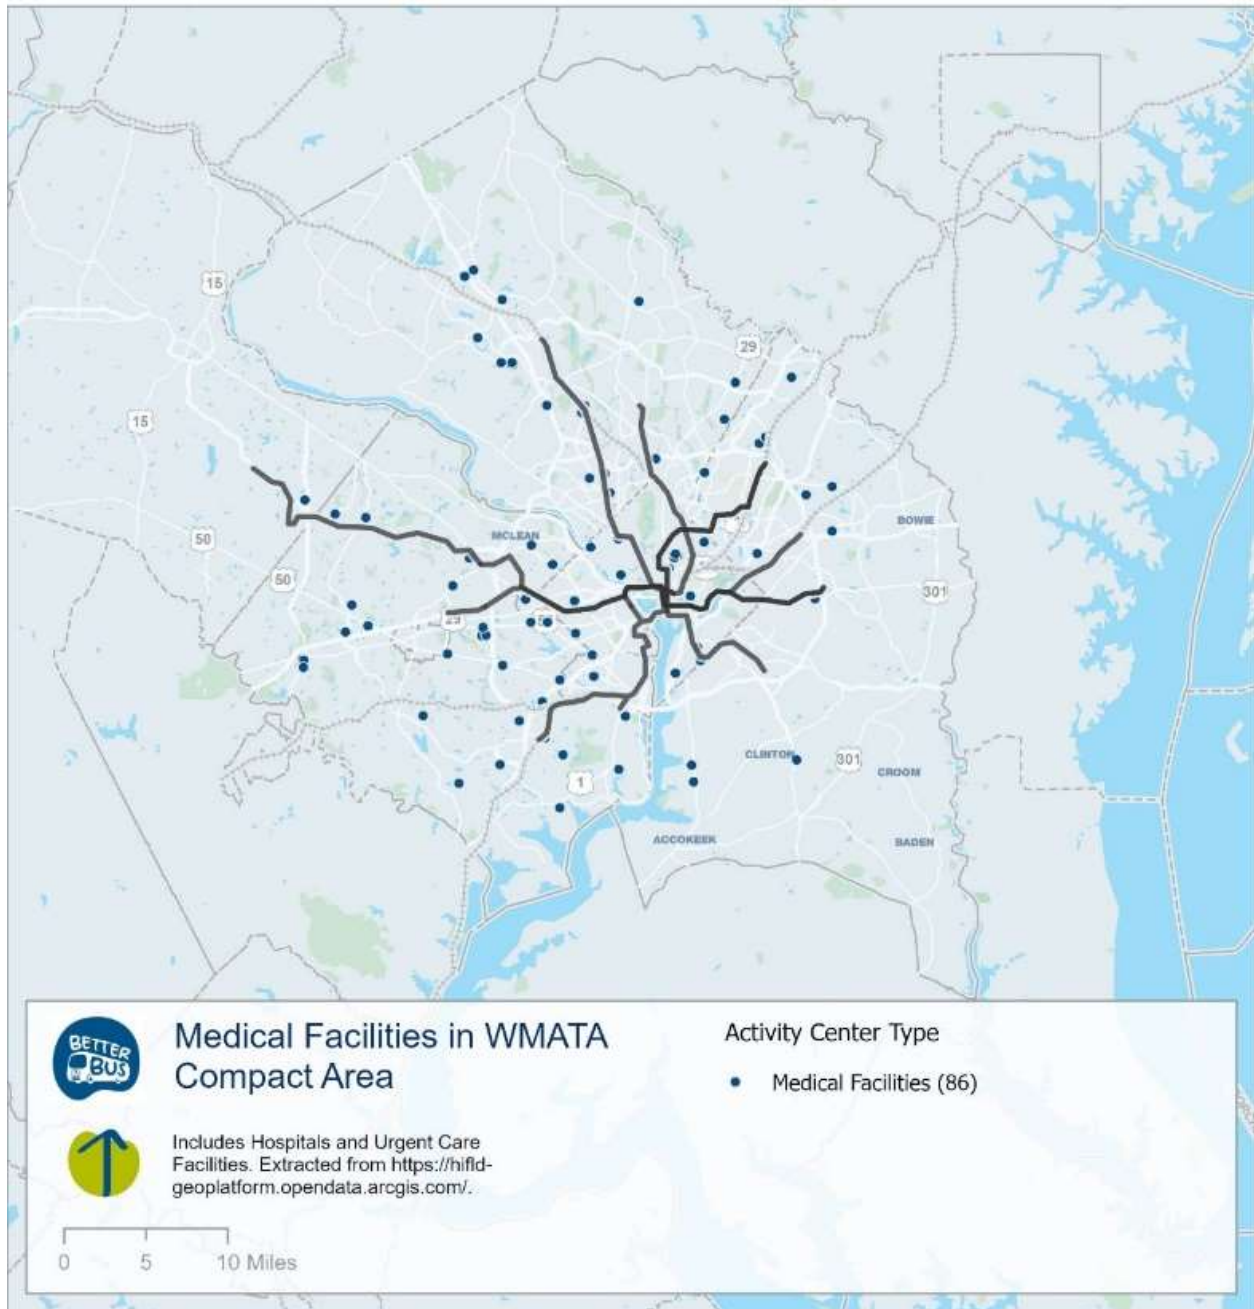 15
29
15
MCLEAN
BOWIE
50
50
301
29
CLINTON
301
CROOM
1
ACCOKEEK
BADEN
BETTER
BUS
Medical Facilities in WMATA
Compact Area
Includes Hospitals and Urgent Care
Facilities. Extracted from https://hifld-
geoplatform.opendata.arcgis.com/.
0 5 10 Miles
Activity Center Type
Medical Facilities (86)